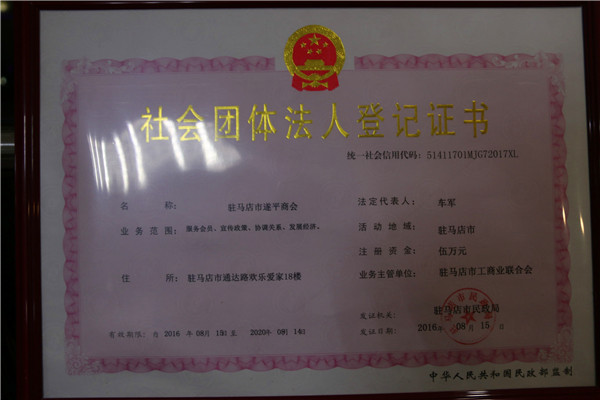 社会团体法人登记证书
统一社会信用代码：51411701MJG72017XL
名称：驻马店市遂平商会
法定代表人：车军
业务范围：服务会员、宣传政策、协调关系、发展经济。
活动地域：驻马店市
注册资金：伍万元
住所：驻马店市通达路欢乐爱家18楼
业务主管单位：驻马店市工商业联合会
发证机关：驻马店市民政局
有效期限：自2016年08月15日至2020年08月14日
发证日期：2016年08月15日
中华人民共和国民政部监制